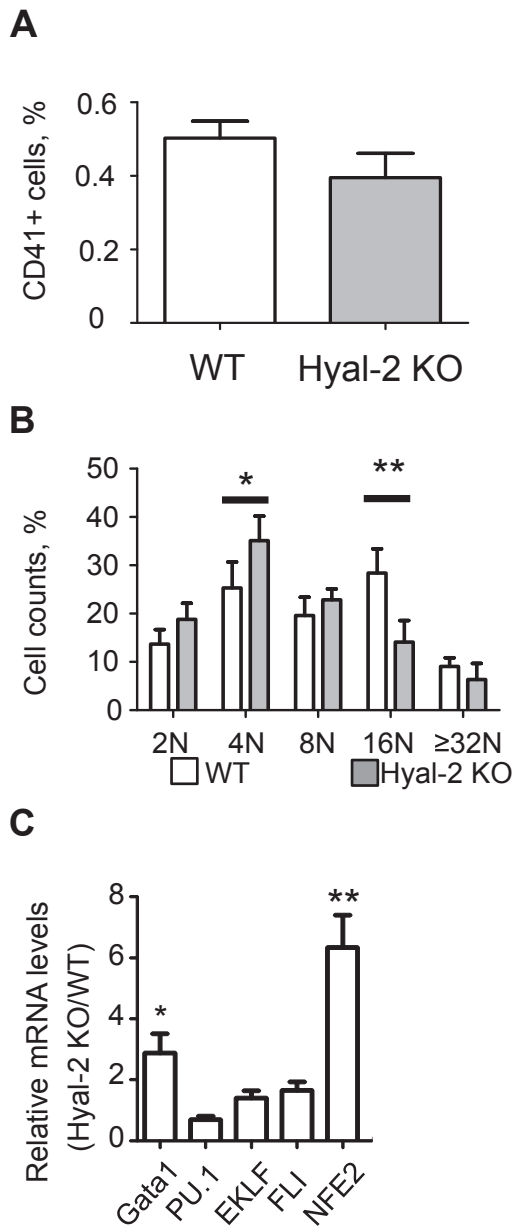 A
CD41+ cells, %
0.6
0.4
0.2
0
WT Hyal-2 KO
B
Cell counts, %
50
40
30
20
10
0
*
**
2N 4N 8N 16N ≥32N
WT Hyal-2 KO
C
Relative mRNA levels
(Hyal-2 KO/WT)
8
6
4
2
0
*
**
Gata1 PU.1 EKLF FLI NFE2